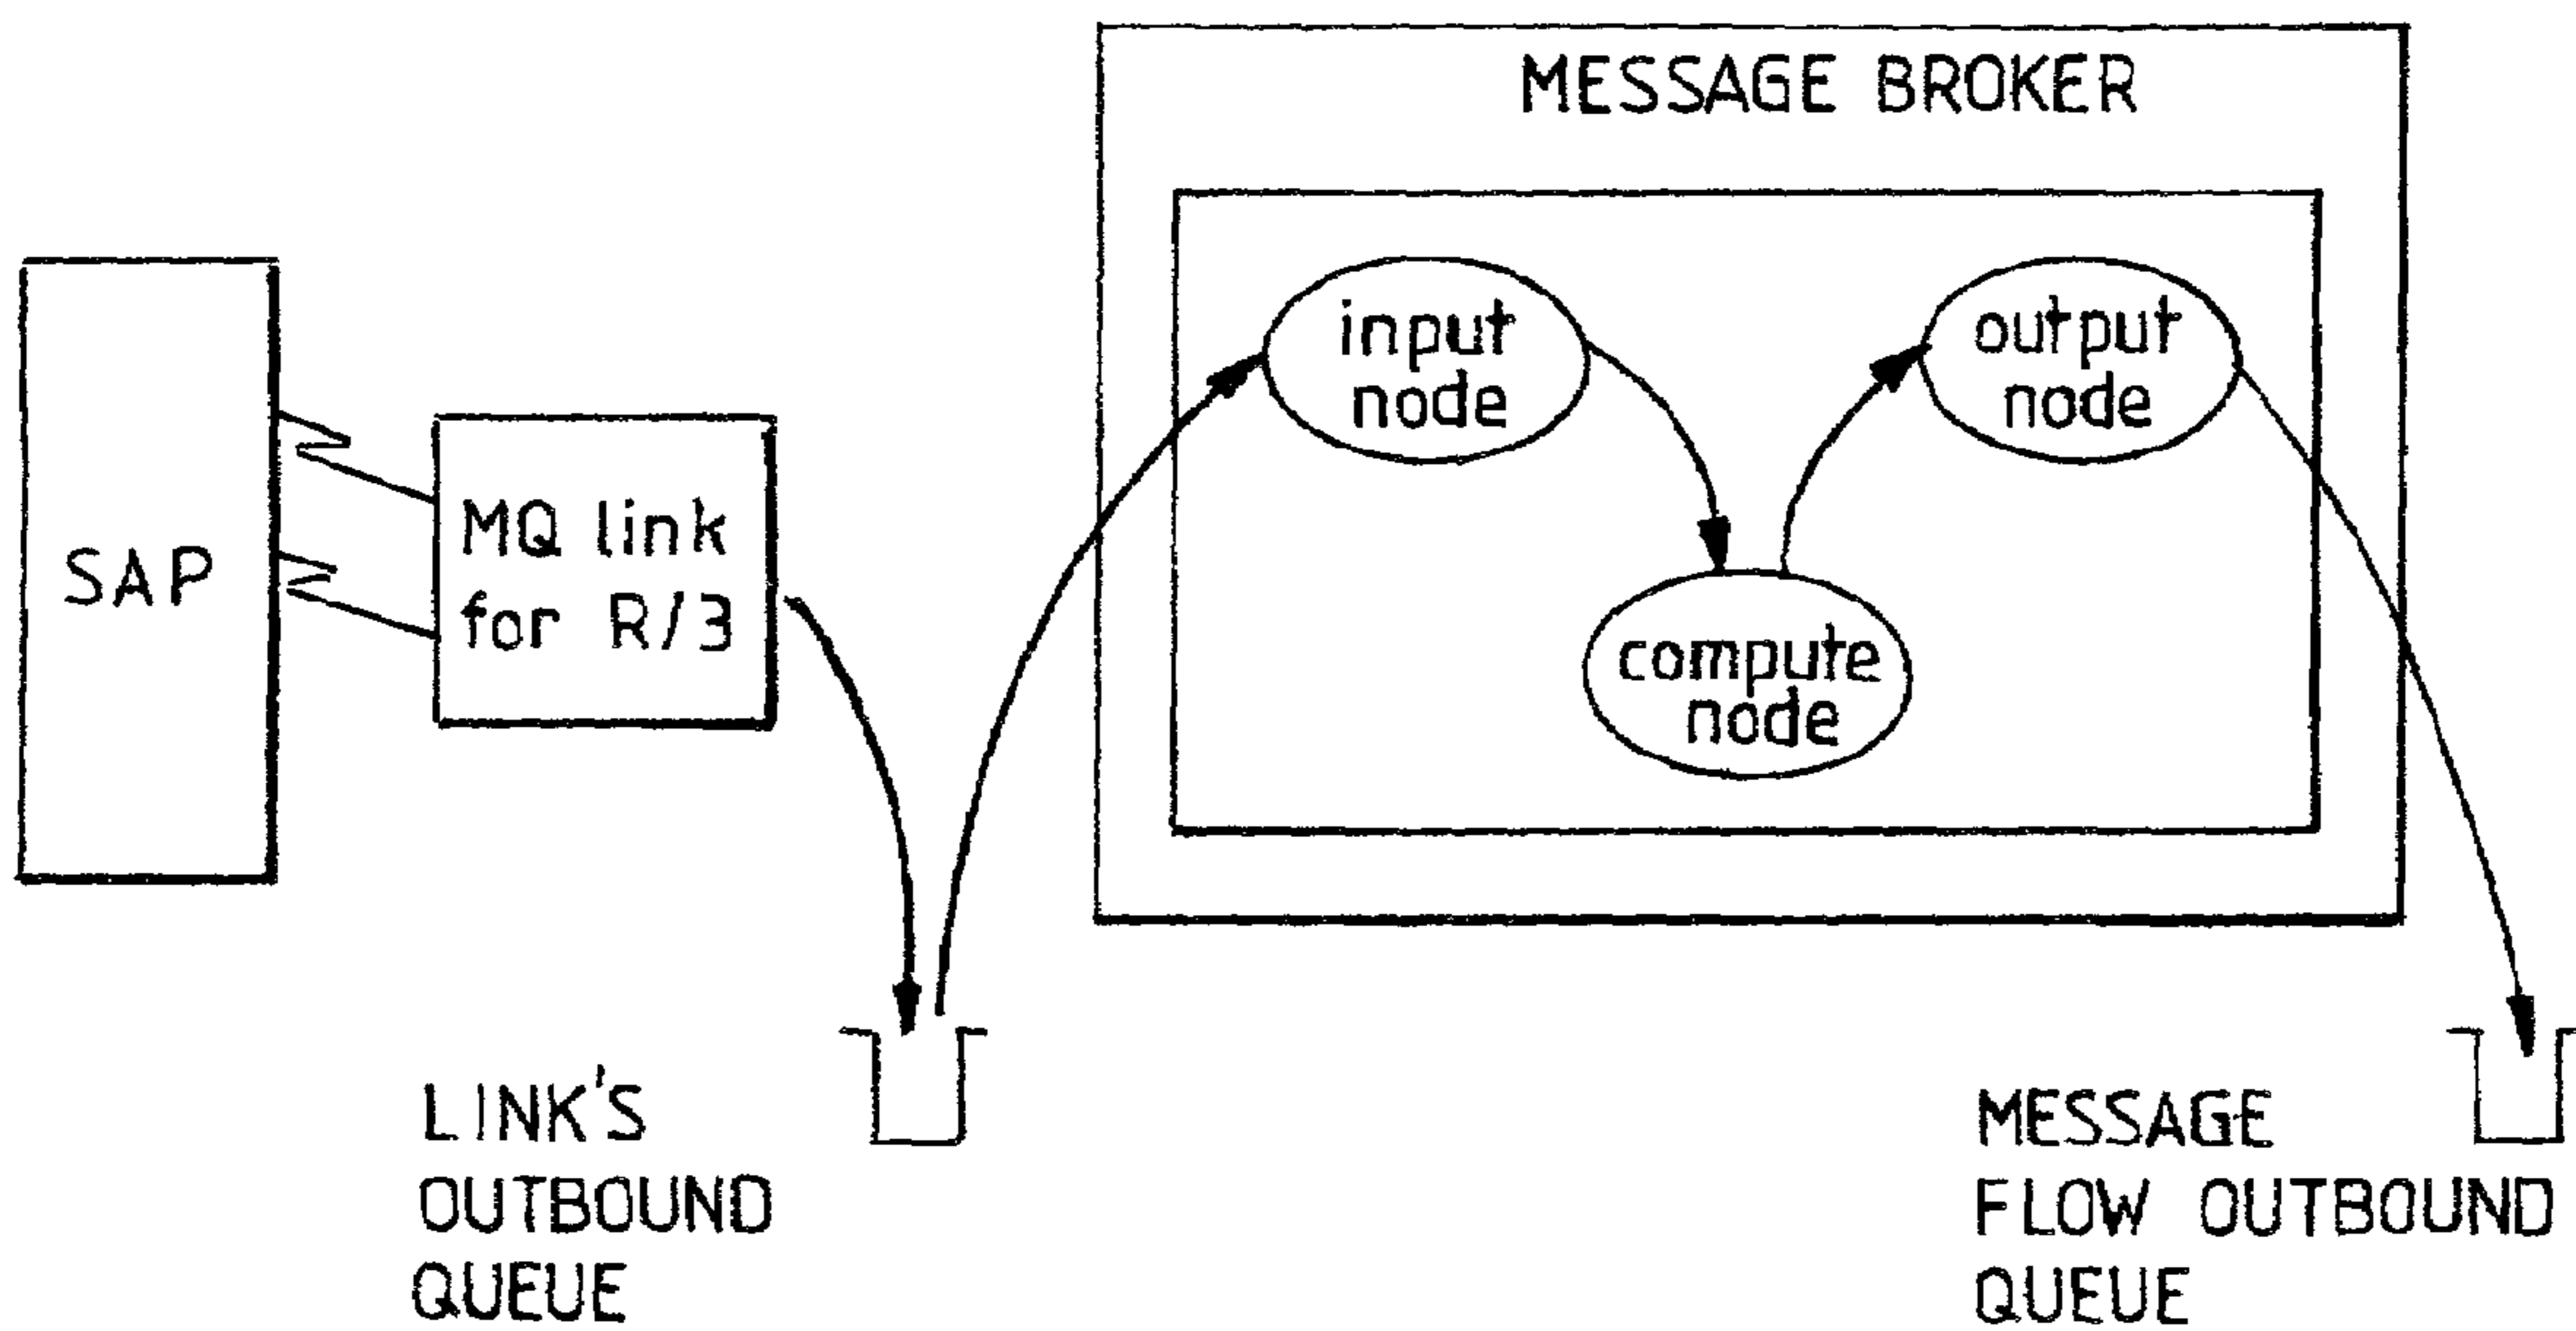 MESSAGE BROKER
SAP
MQ link
for R/3
input
node
compute
node
output
node
LINK'S
OUTBOUND
QUEUE
MESSAGE
FLOW OUTBOUND
QUEUE